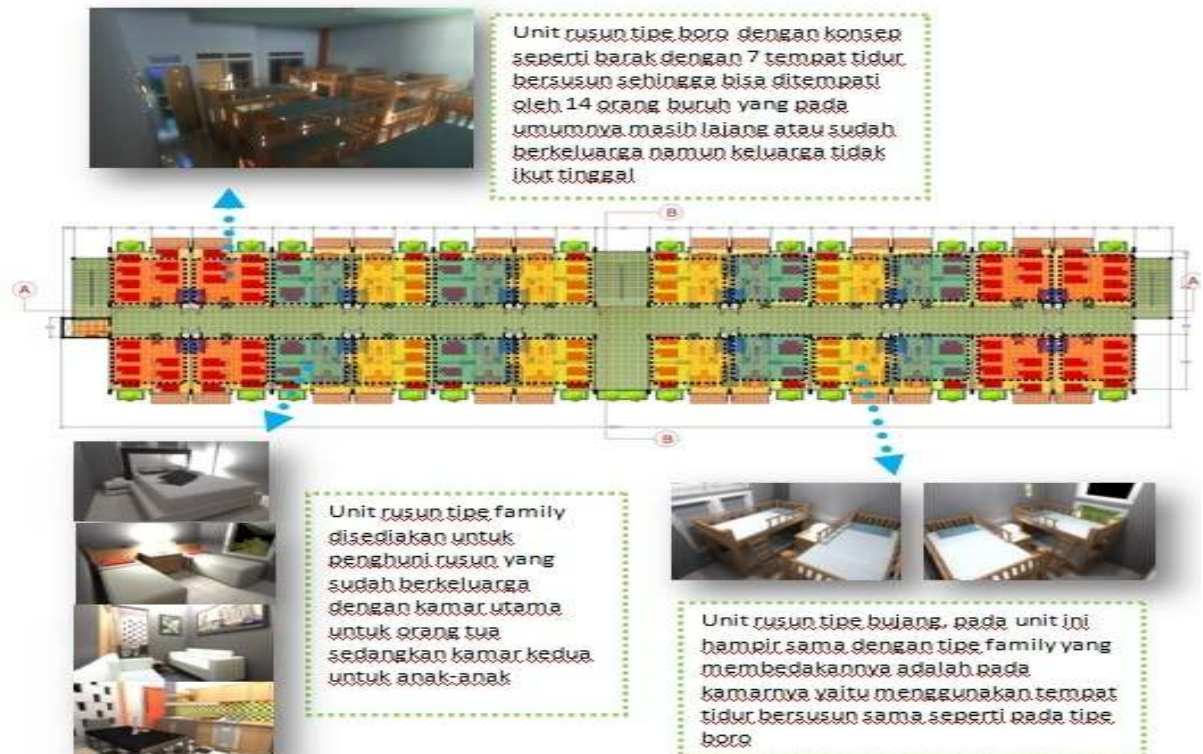 Unit rusun tipe boro dengan konsep
seperti barak dengan 7 tempat tidur
bersusun sehingga bisa ditempati
oleh 14 orang buruh yang pada
umumnya masih lajang atau sudah
berkeluarga namun keluarga tidak
ikut tinggal
B
A
A
B
Unit rusun tipe family
disediakan untuk
penghuni rusun yang
sudah berkeluarga
dengan kamar utama
untuk orang tua
sedangkan kamar kedua
untuk anak-anak
Unit rusun tipe bujang, pada unit ini
hampir sama dengan tipe family yang
membedakannya adalah pada
kamarnya yaitu menggunakan tempat
tidur bersusun sama seperti pada tipe
boro